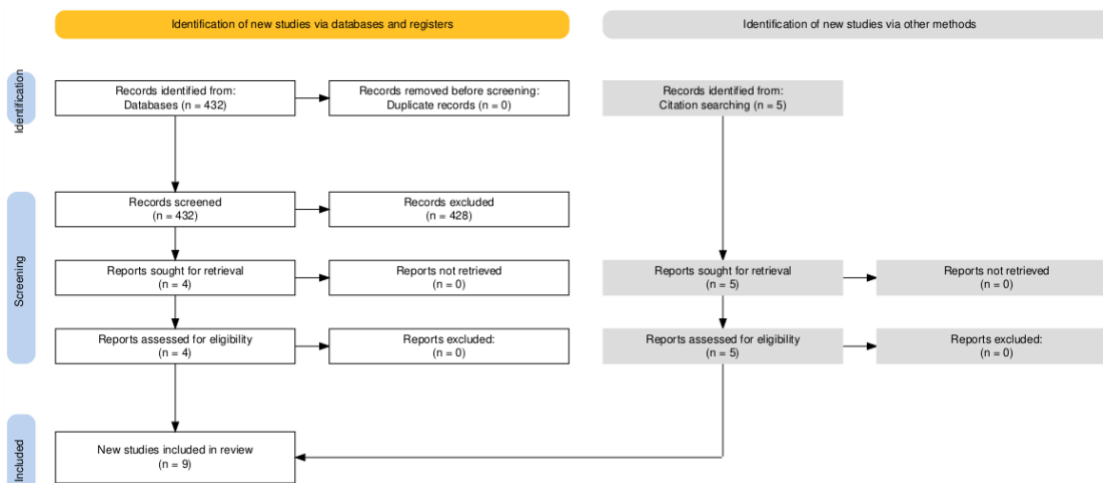 Identification of new studies via databases and registers
Identification of new studies via other methods
Identification
Records identified from:
Databases (n = 432)
Records removed before screening:
Duplicate records (n = 0)
Records identified from:
Citation searching (n = 5)
Screening
Records screened
(n = 432)
Records excluded
(n = 428)
Reports sought for retrieval
(n = 4)
Reports not retrieved
(n = 0)
Reports sought for retrieval
(n = 5)
Reports not retrieved
(n = 0)
Reports assessed for eligibility
(n = 4)
Reports excluded:
(n = 0)
Reports assessed for eligibility
(n = 5)
Reports excluded:
(n = 0)
Included
New studies included in review
(n = 9)